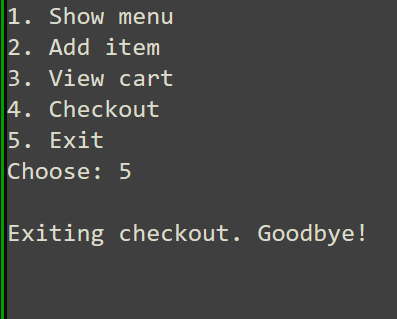 1. Show menu
2. Add item
3. View cart
4. Checkout
5. Exit
Choose: 5
Exiting checkout. Goodbye!